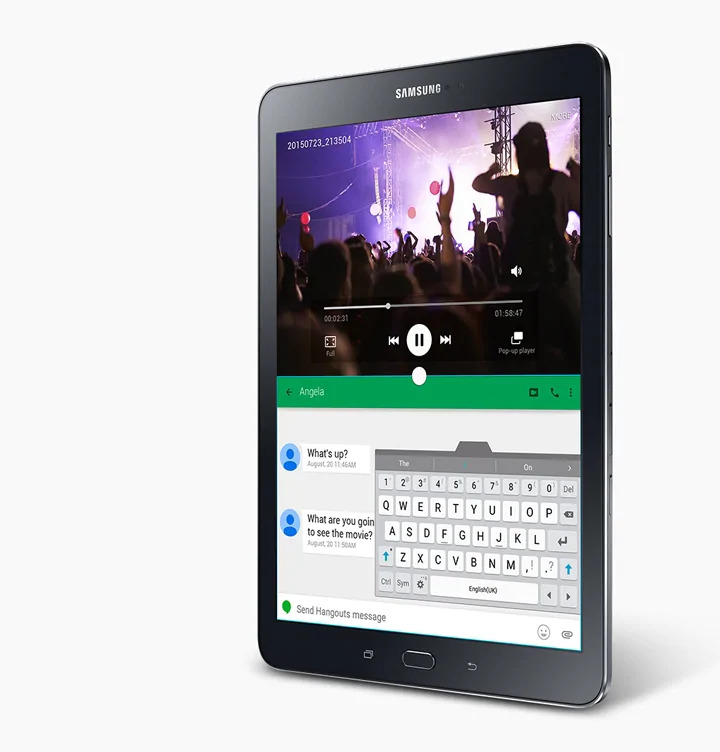 SAMSUNG
MORE
20150723_213504
00:02:31
01:58:47
Full
Pop-up player
Angela
What's up?
August, 20 11:46AM
What are you goin
to see the movie?
August, 20 11:50AM
The On
1 2 3 4 5 6 7 8 9 0 Del
Q W E R T Y U I O P
A S D F G H J K L
Z X C V B N M , ! . ?
Ctrl Sym English(UK)
Send Hangouts message